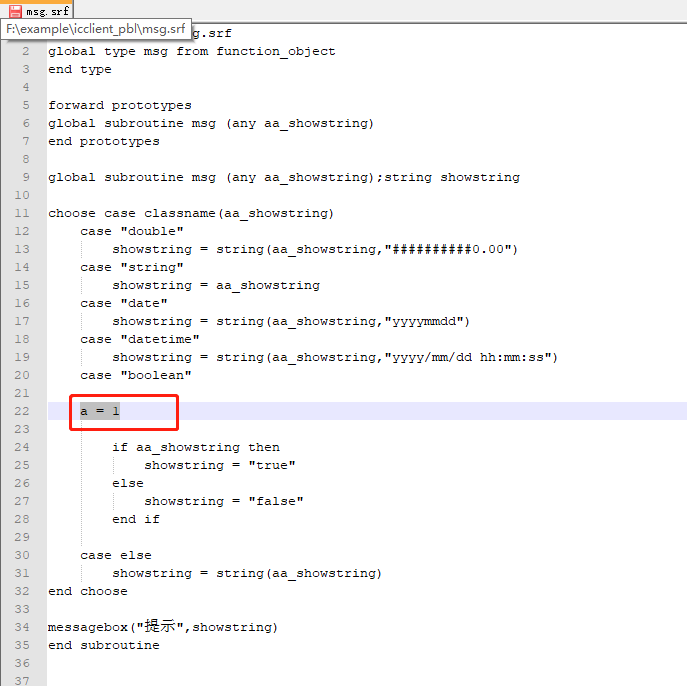 msg.srf
F:\example\icclient_pbl\msg.srf
g.srf
2 global type msg from function_object
3 end type
4
5 forward prototypes
6 global subroutine msg (any aa_showstring)
7 end prototypes
8
9 global subroutine msg (any aa_showstring);string showstring
10
11 choose case classname(aa_showstring)
12 case "double"
13 showstring = string(aa_showstring,"##########0.00")
14 case "string"
15 showstring = aa_showstring
16 case "date"
17 showstring = string(aa_showstring,"yyyymmdd")
18 case "datetime"
19 showstring = string(aa_showstring,"yyyy/mm/dd hh:mm:ss")
20 case "boolean"
21
22 a = 1
23
24 if aa_showstring then
25 showstring = "true"
26 else
27 showstring = "false"
28 end if
29
30 case else
31 showstring = string(aa_showstring)
32 end choose
33
34 messagebox("提示",showstring)
35 end subroutine
36
37